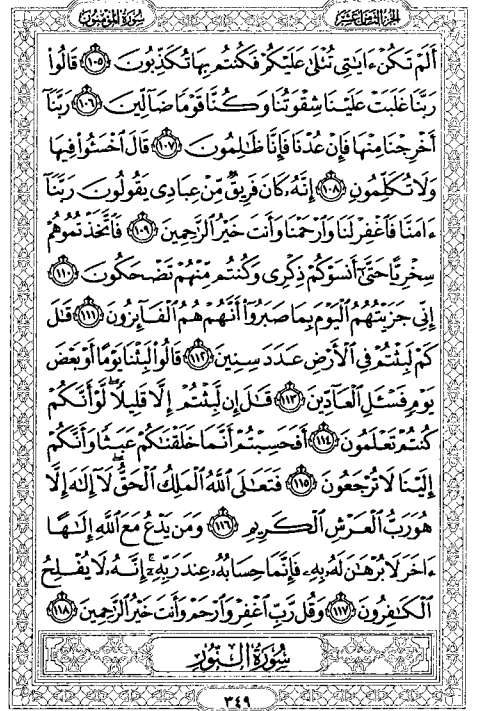 الجزء الثامن عشر سورة المؤمنون
أَلَمْ تَكُنْ ءَايَٰتِى تُتْلَىٰ عَلَيْكُمْ فَكُنتُم بِهَا تُكَذِّبُونَ ١٠٥ قَالُوا۟
رَبَّنَا غَلَبَتْ عَلَيْنَا شِقْوَتُنَا وَكُنَّا قَوْمًا ضَآلِّينَ ١٠٦ رَبَّنَآ
أَخْرِجْنَا مِنْهَا فَإِنْ عُدْنَا فَإِنَّا ظَٰلِمُونَ ١٠٧ قَالَ ٱخْسَـُٔوا۟ فِيهَا
وَلَا تُكَلِّمُونِ ١٠٨ إِنَّهُۥ كَانَ فَرِيقٌ مِّنْ عِبَادِى يَقُولُونَ رَبَّنَآ
ءَامَنَّا فَٱغْفِرْ لَنَا وَٱرْحَمْنَا وَأَنتَ خَيْرُ ٱلرَّٰحِمِينَ ١٠٩ فَٱتَّخَذْتُمُوهُمْ
سِخْرِيًّا حَتَّىٰٓ أَنسَوْكُمْ ذِكْرِى وَكُنتُم مِّنْهُمْ تَضْحَكُونَ ١١٠
إِنِّى جَزَيْتُهُمُ ٱلْيَوْمَ بِمَا صَبَرُوٓا۟ أَنَّهُمْ هُمُ ٱلْفَآئِزُونَ ١١١ قَٰلَ
كَمْ لَبِثْتُمْ فِى ٱلْأَرْضِ عَدَدَ سِنِينَ ١١٢ قَالُوا۟ لَبِثْنَا يَوْمًا أَوْ بَعْضَ
يَوْمٍ فَسْـَٔلِ ٱلْعَآدِّينَ ١١٣ قَٰلَ إِن لَّبِثْتُمْ إِلَّا قَلِيلًا ۖ لَّوْ أَنَّكُمْ
كُنتُمْ تَعْلَمُونَ ١١٤ أَفَحَسِبْتُمْ أَنَّمَا خَلَقْنَٰكُمْ عَبَثًا وَأَنَّكُمْ
إِلَيْنَا لَا تُرْجَعُونَ ١١٥ فَتَعَٰلَى ٱللَّهُ ٱلْمَلِكُ ٱلْحَقُّ ۖ لَآ إِلَٰهَ إِلَّا
هُوَ رَبُّ ٱلْعَرْشِ ٱلْكَرِيمِ ١١٦ وَمَن يَدْعُ مَعَ ٱللَّهِ إِلَٰهًا
ءَاخَرَ لَا بُرْهَٰنَ لَهُۥ بِهِۦ فَإِنَّمَا حِسَابُهُۥ عِندَ رَبِّهِۦٓ ۚ إِنَّهُۥ لَا يُفْلِحُ
ٱلْكَٰفِرُونَ ١١٧ وَقُل رَّبِّ ٱغْفِرْ وَٱرْحَمْ وَأَنتَ خَيْرُ ٱلرَّٰحِمِينَ ١١٨
سُورَةُ النُّورِ
٣٤٩